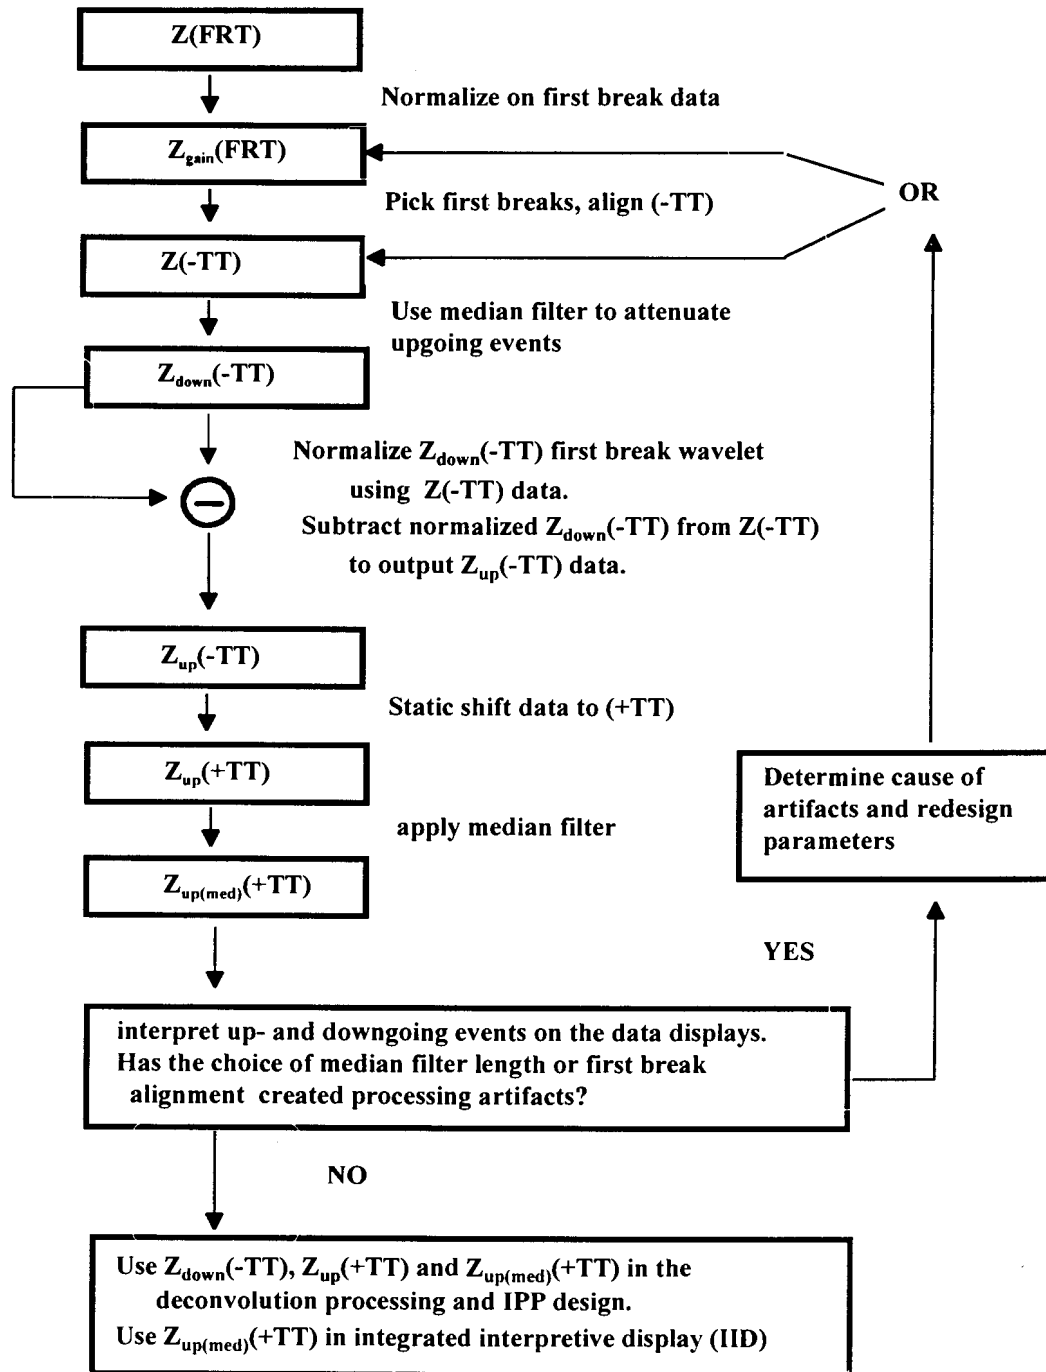 Z(FRT)
Normalize on first break data
Zgain(FRT)
OR
Pick first breaks, align (-TT)
Z(-TT)
Use median filter to attenuate
upgoing events
Zdown(-TT)
Normalize Zdown(-TT) first break wavelet
using Z(-TT) data.
Subtract normalized Zdown(-TT) from Z(-TT)
to output Zup(-TT) data.
Zup(-TT)
Static shift data to (+TT)
Zup(+TT)
Determine cause of
artifacts and redesign
parameters
apply median filter
Zup(med)(+TT)
YES
interpret up- and downgoing events on the data displays.
Has the choice of median filter length or first break
alignment created processing artifacts?
NO
Use Zdown(-TT), Zup(+TT) and Zup(med)(+TT) in the
deconvolution processing and IPP design.
Use Zup(med)(+TT) in integrated interpretive display (IID)